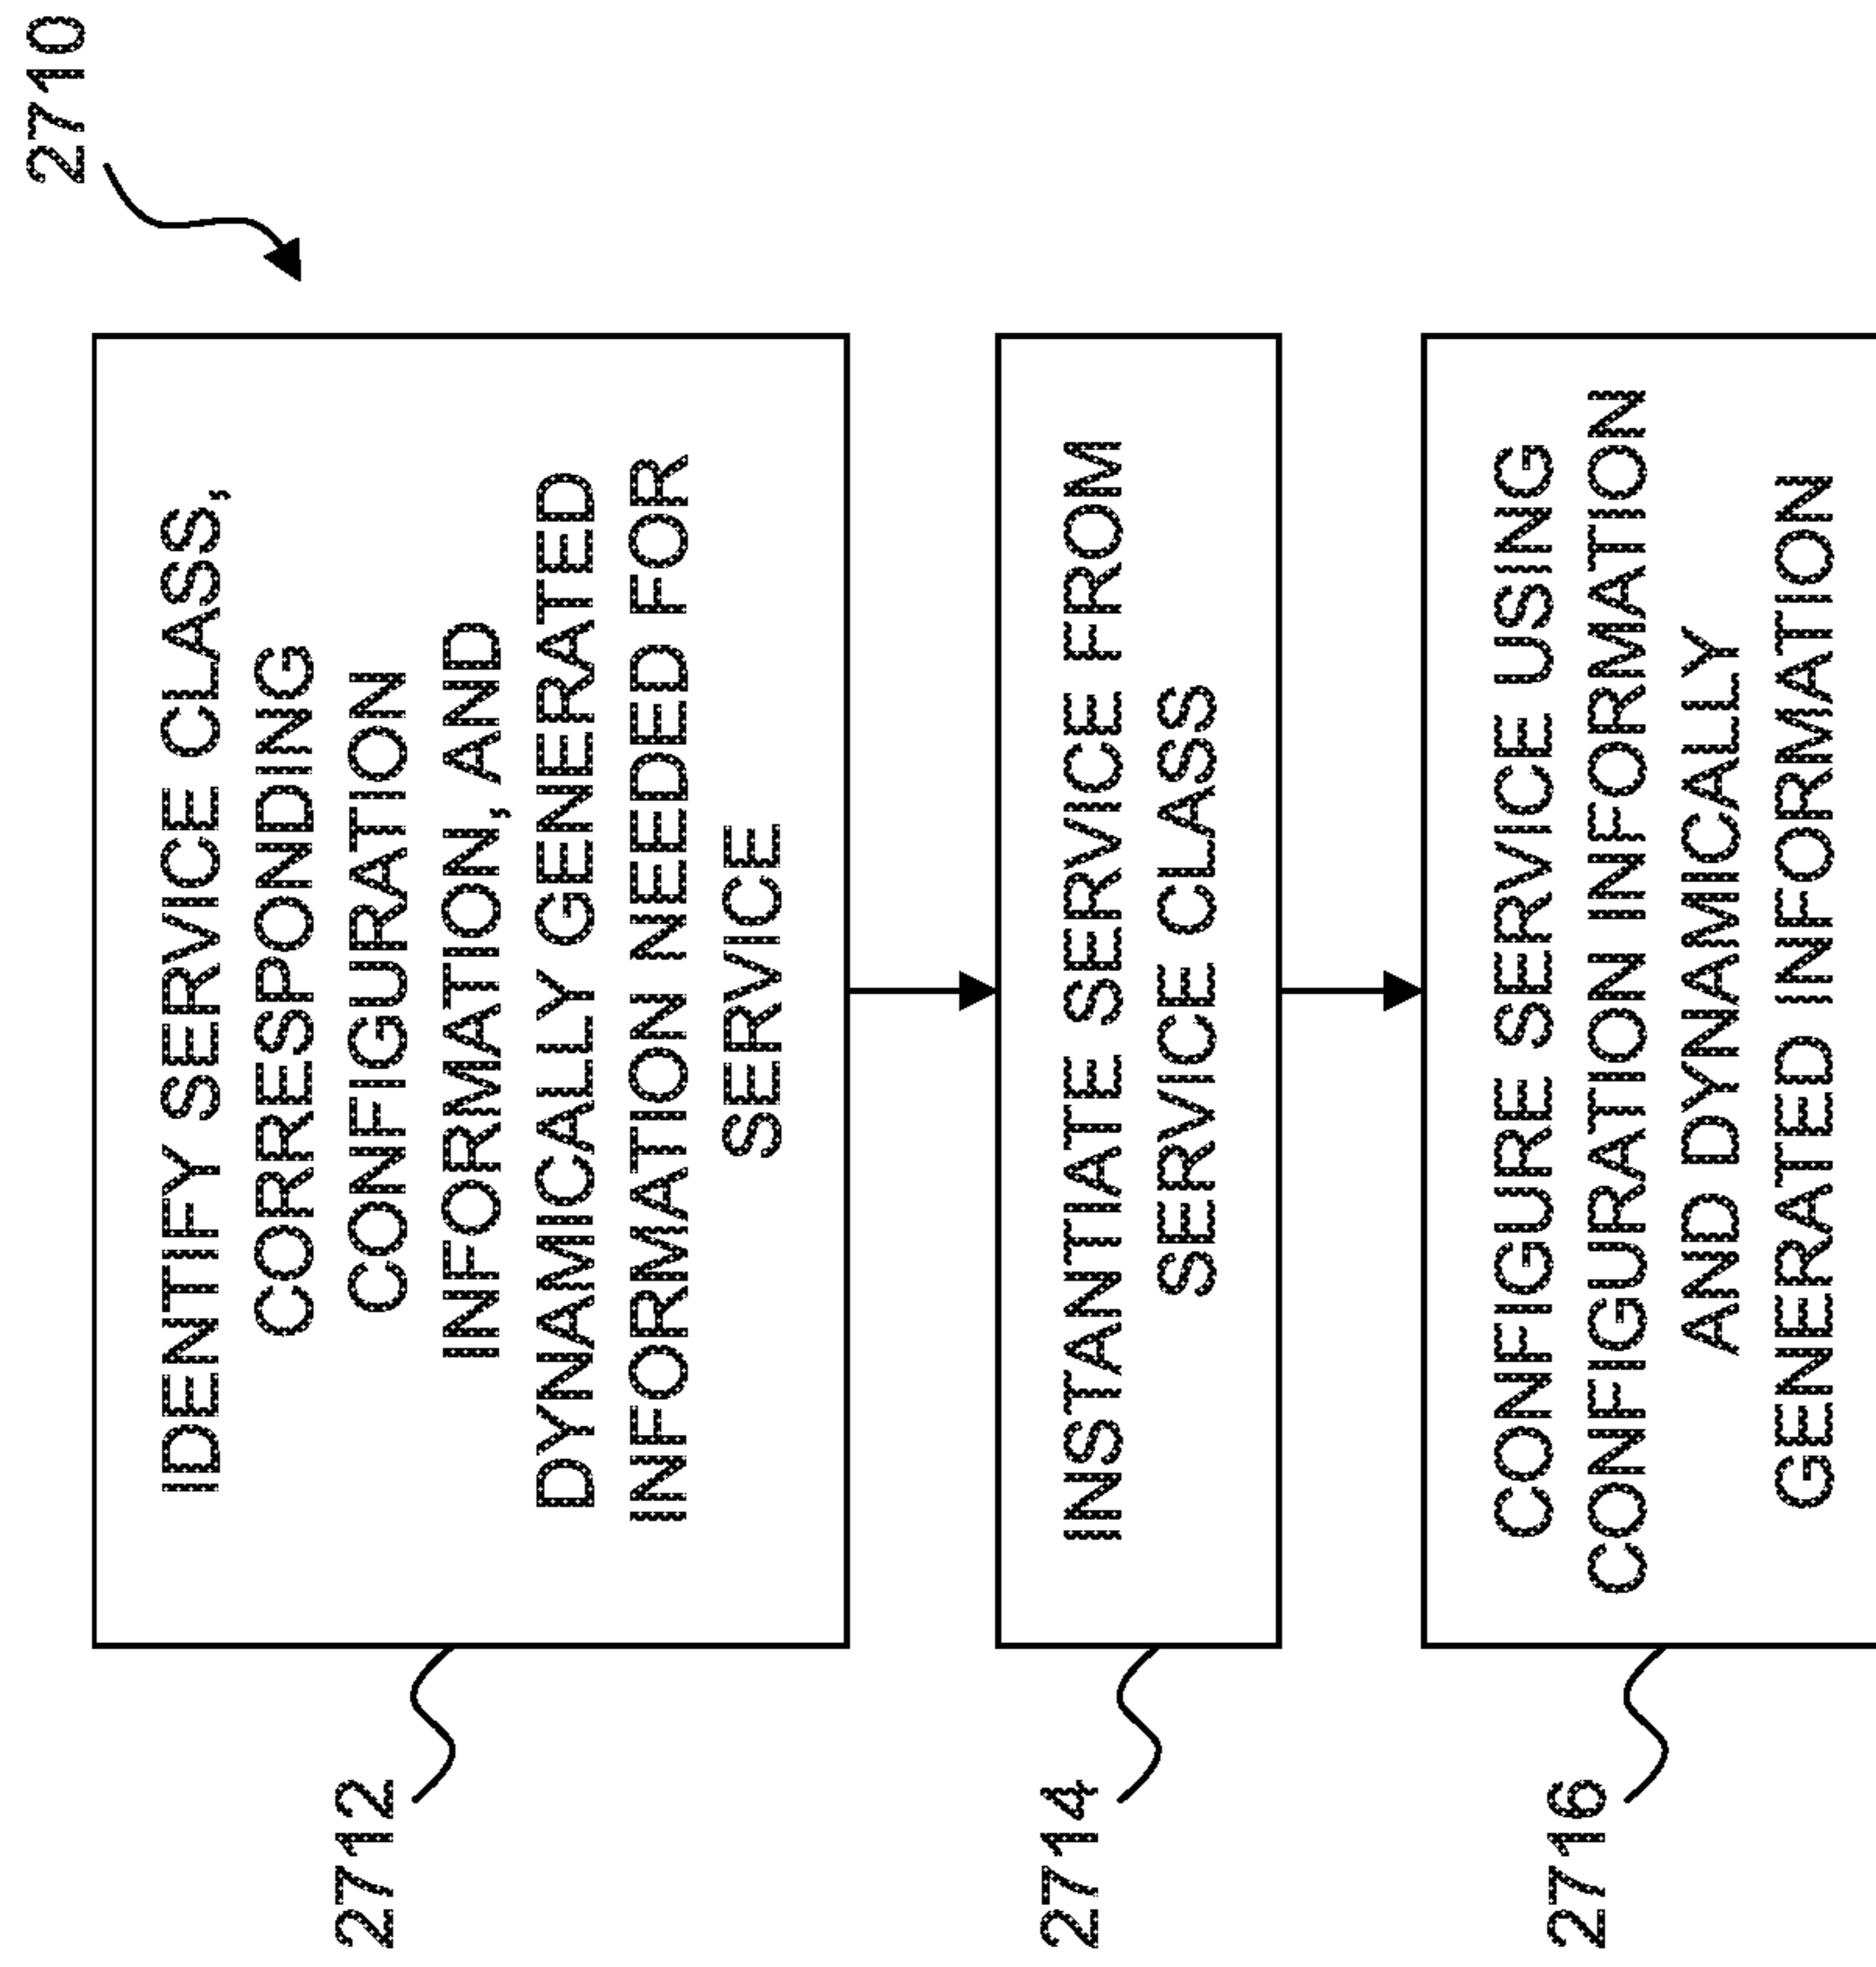 2710
2712
IDENTIFY SERVICE CLASS,
CORRESPONDING
CONFIGURATION
INFORMATION, AND
DYNAMICALLY GENERATED
INFORMATION NEEDED FOR
SERVICE
2714
INSTANTIATE SERVICE FROM
SERVICE CLASS
2716
CONFIGURE SERVICE USING
CONFIGURATION INFORMATION
AND DYNAMICALLY
GENERATED INFORMATION